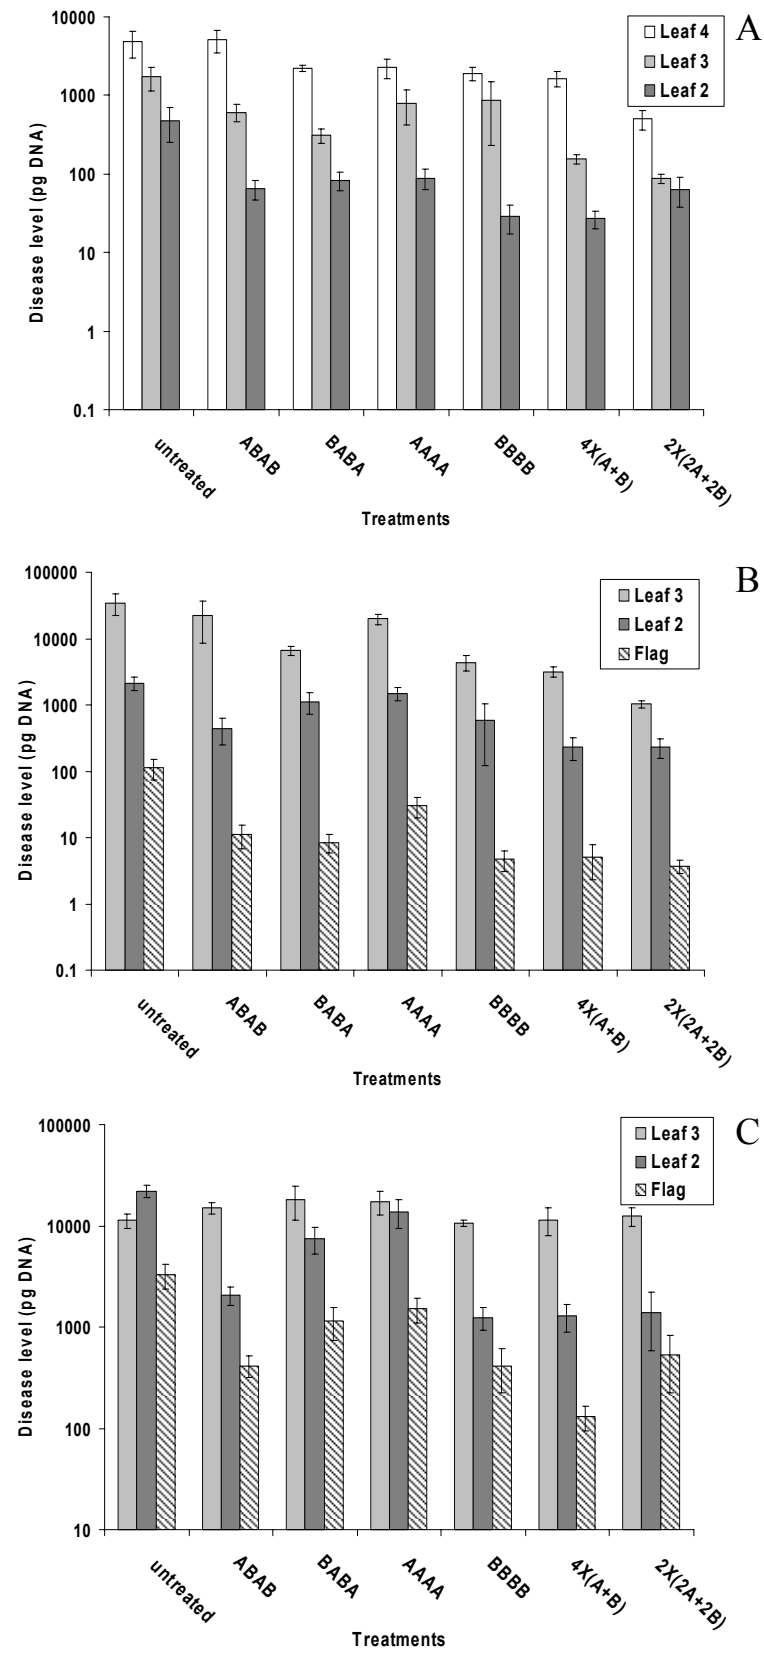 A
10000
1000
100
10
1
0.1
Disease level (pg DNA)
Leaf 4
Leaf 3
Leaf 2
untreated
ABAB
BABA
AAAA
BBBB
4X(A+B)
2X(2A+2B)
Treatments
B
100000
10000
1000
100
10
1
0.1
Disease level (pg DNA)
Leaf 3
Leaf 2
Flag
untreated
ABAB
BABA
AAAA
BBBB
4X(A+B)
2X(2A+2B)
Treatments
C
100000
10000
1000
100
10
Disease level (pg DNA)
Leaf 3
Leaf 2
Flag
untreated
ABAB
BABA
AAAA
BBBB
4X(A+B)
2X(2A+2B)
Treatments